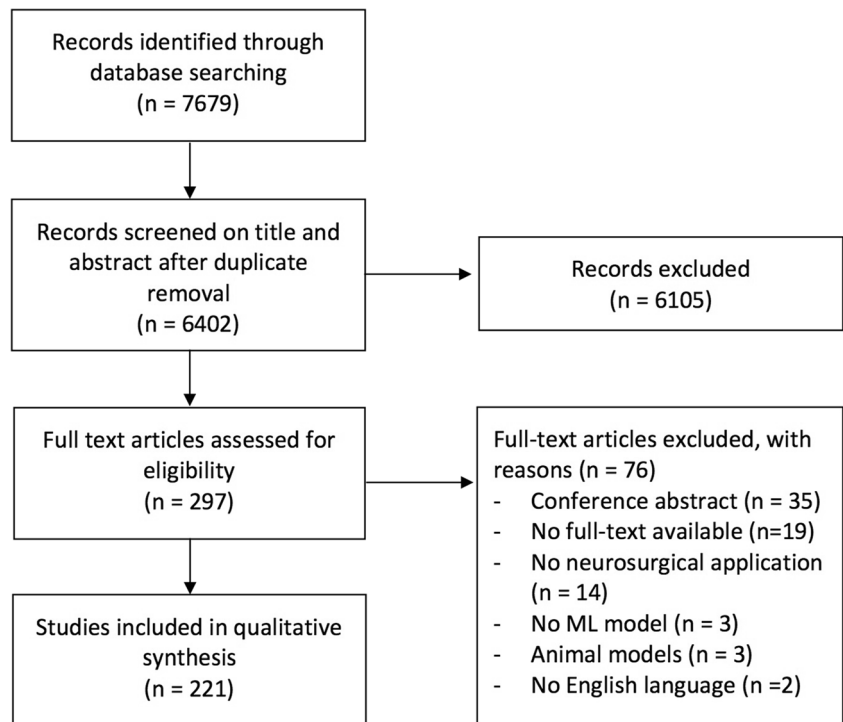 Records identified through
database searching
(n = 7679)
Records screened on title and
abstract after duplicate
removal
(n = 6402)
Records excluded
(n = 6105)
Full text articles assessed for
eligibility
(n = 297)
Full-text articles excluded, with
reasons (n = 76)
- Conference abstract (n = 35)
- No full-text available (n=19)
- No neurosurgical application
(n = 14)
- No ML model (n = 3)
- Animal models (n = 3)
- No English language (n =2)
Studies included in qualitative
synthesis
(n = 221)